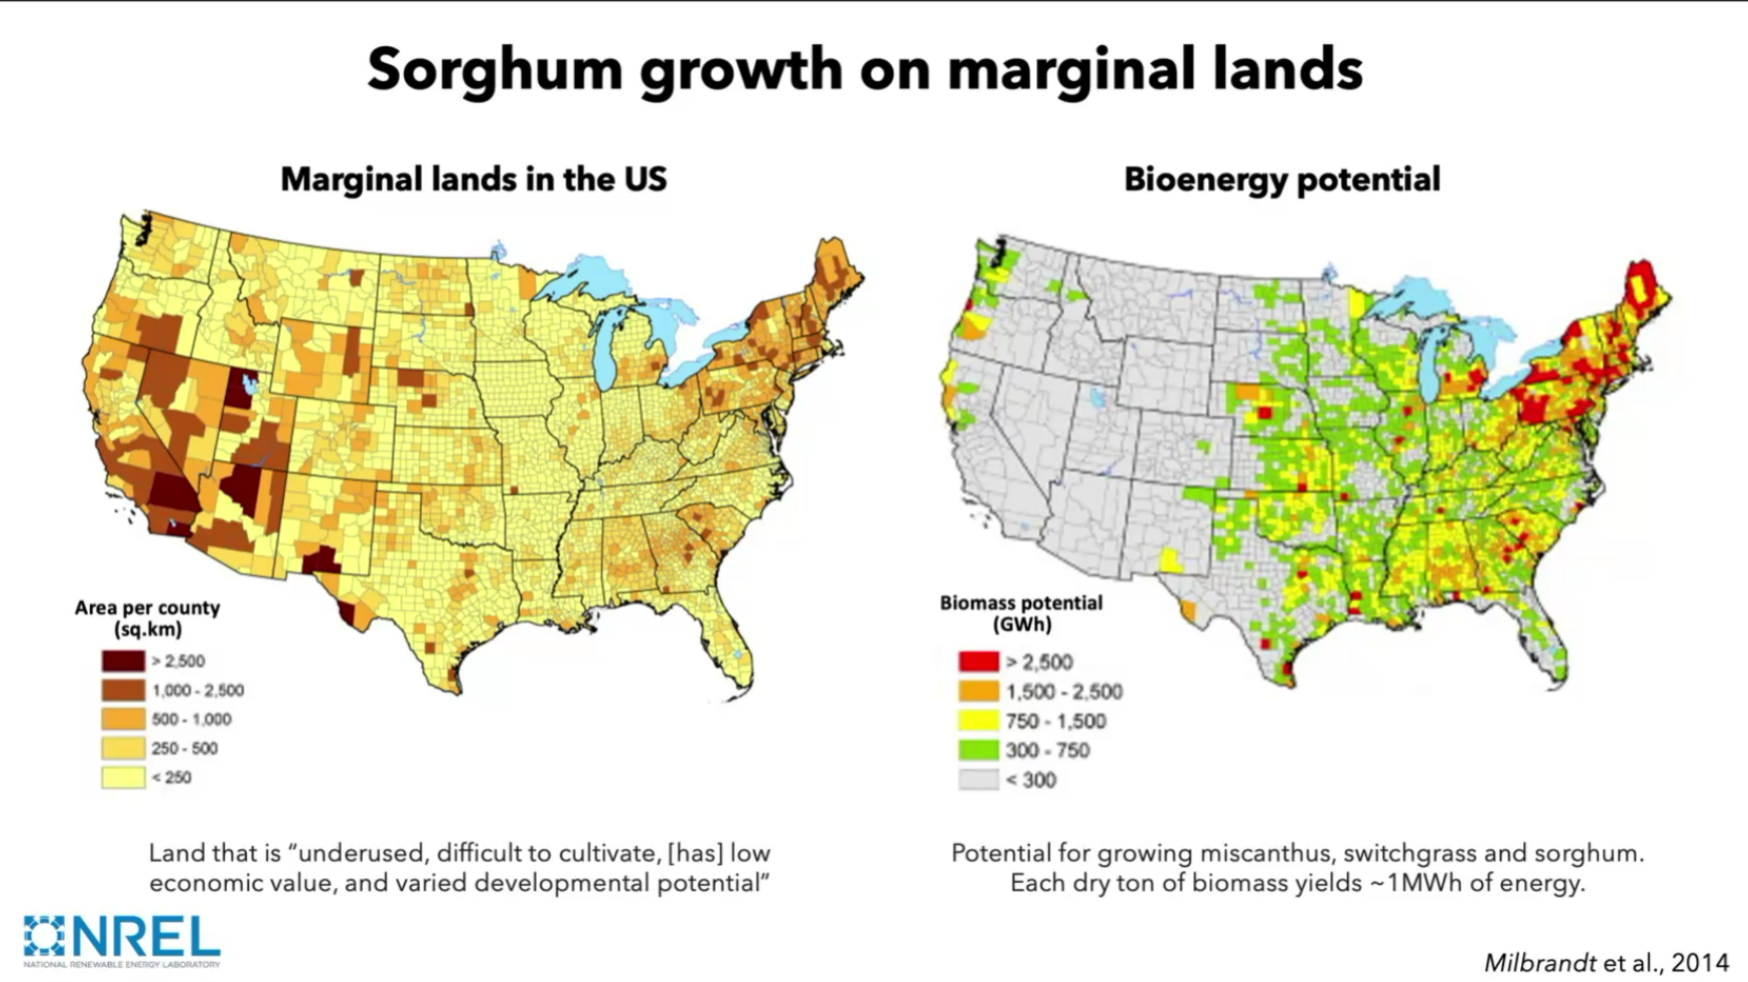 Sorghum growth on marginal lands
Marginal lands in the US
Area per county
(sq.km)
> 2,500
1,000 - 2,500
500 - 1,000
250 - 500
< 250
Land that is “underused, difficult to cultivate, [has] low
economic value, and varied developmental potential”
Bioenergy potential
Biomass potential
(GWh)
> 2,500
1,500 - 2,500
750 - 1,500
300 - 750
< 300
Potential for growing miscanthus, switchgrass and sorghum.
Each dry ton of biomass yields ~1MWh of energy.
NREL
NATIONAL RENEWABLE ENERGY LABORATORY
Milbrandt et al., 2014